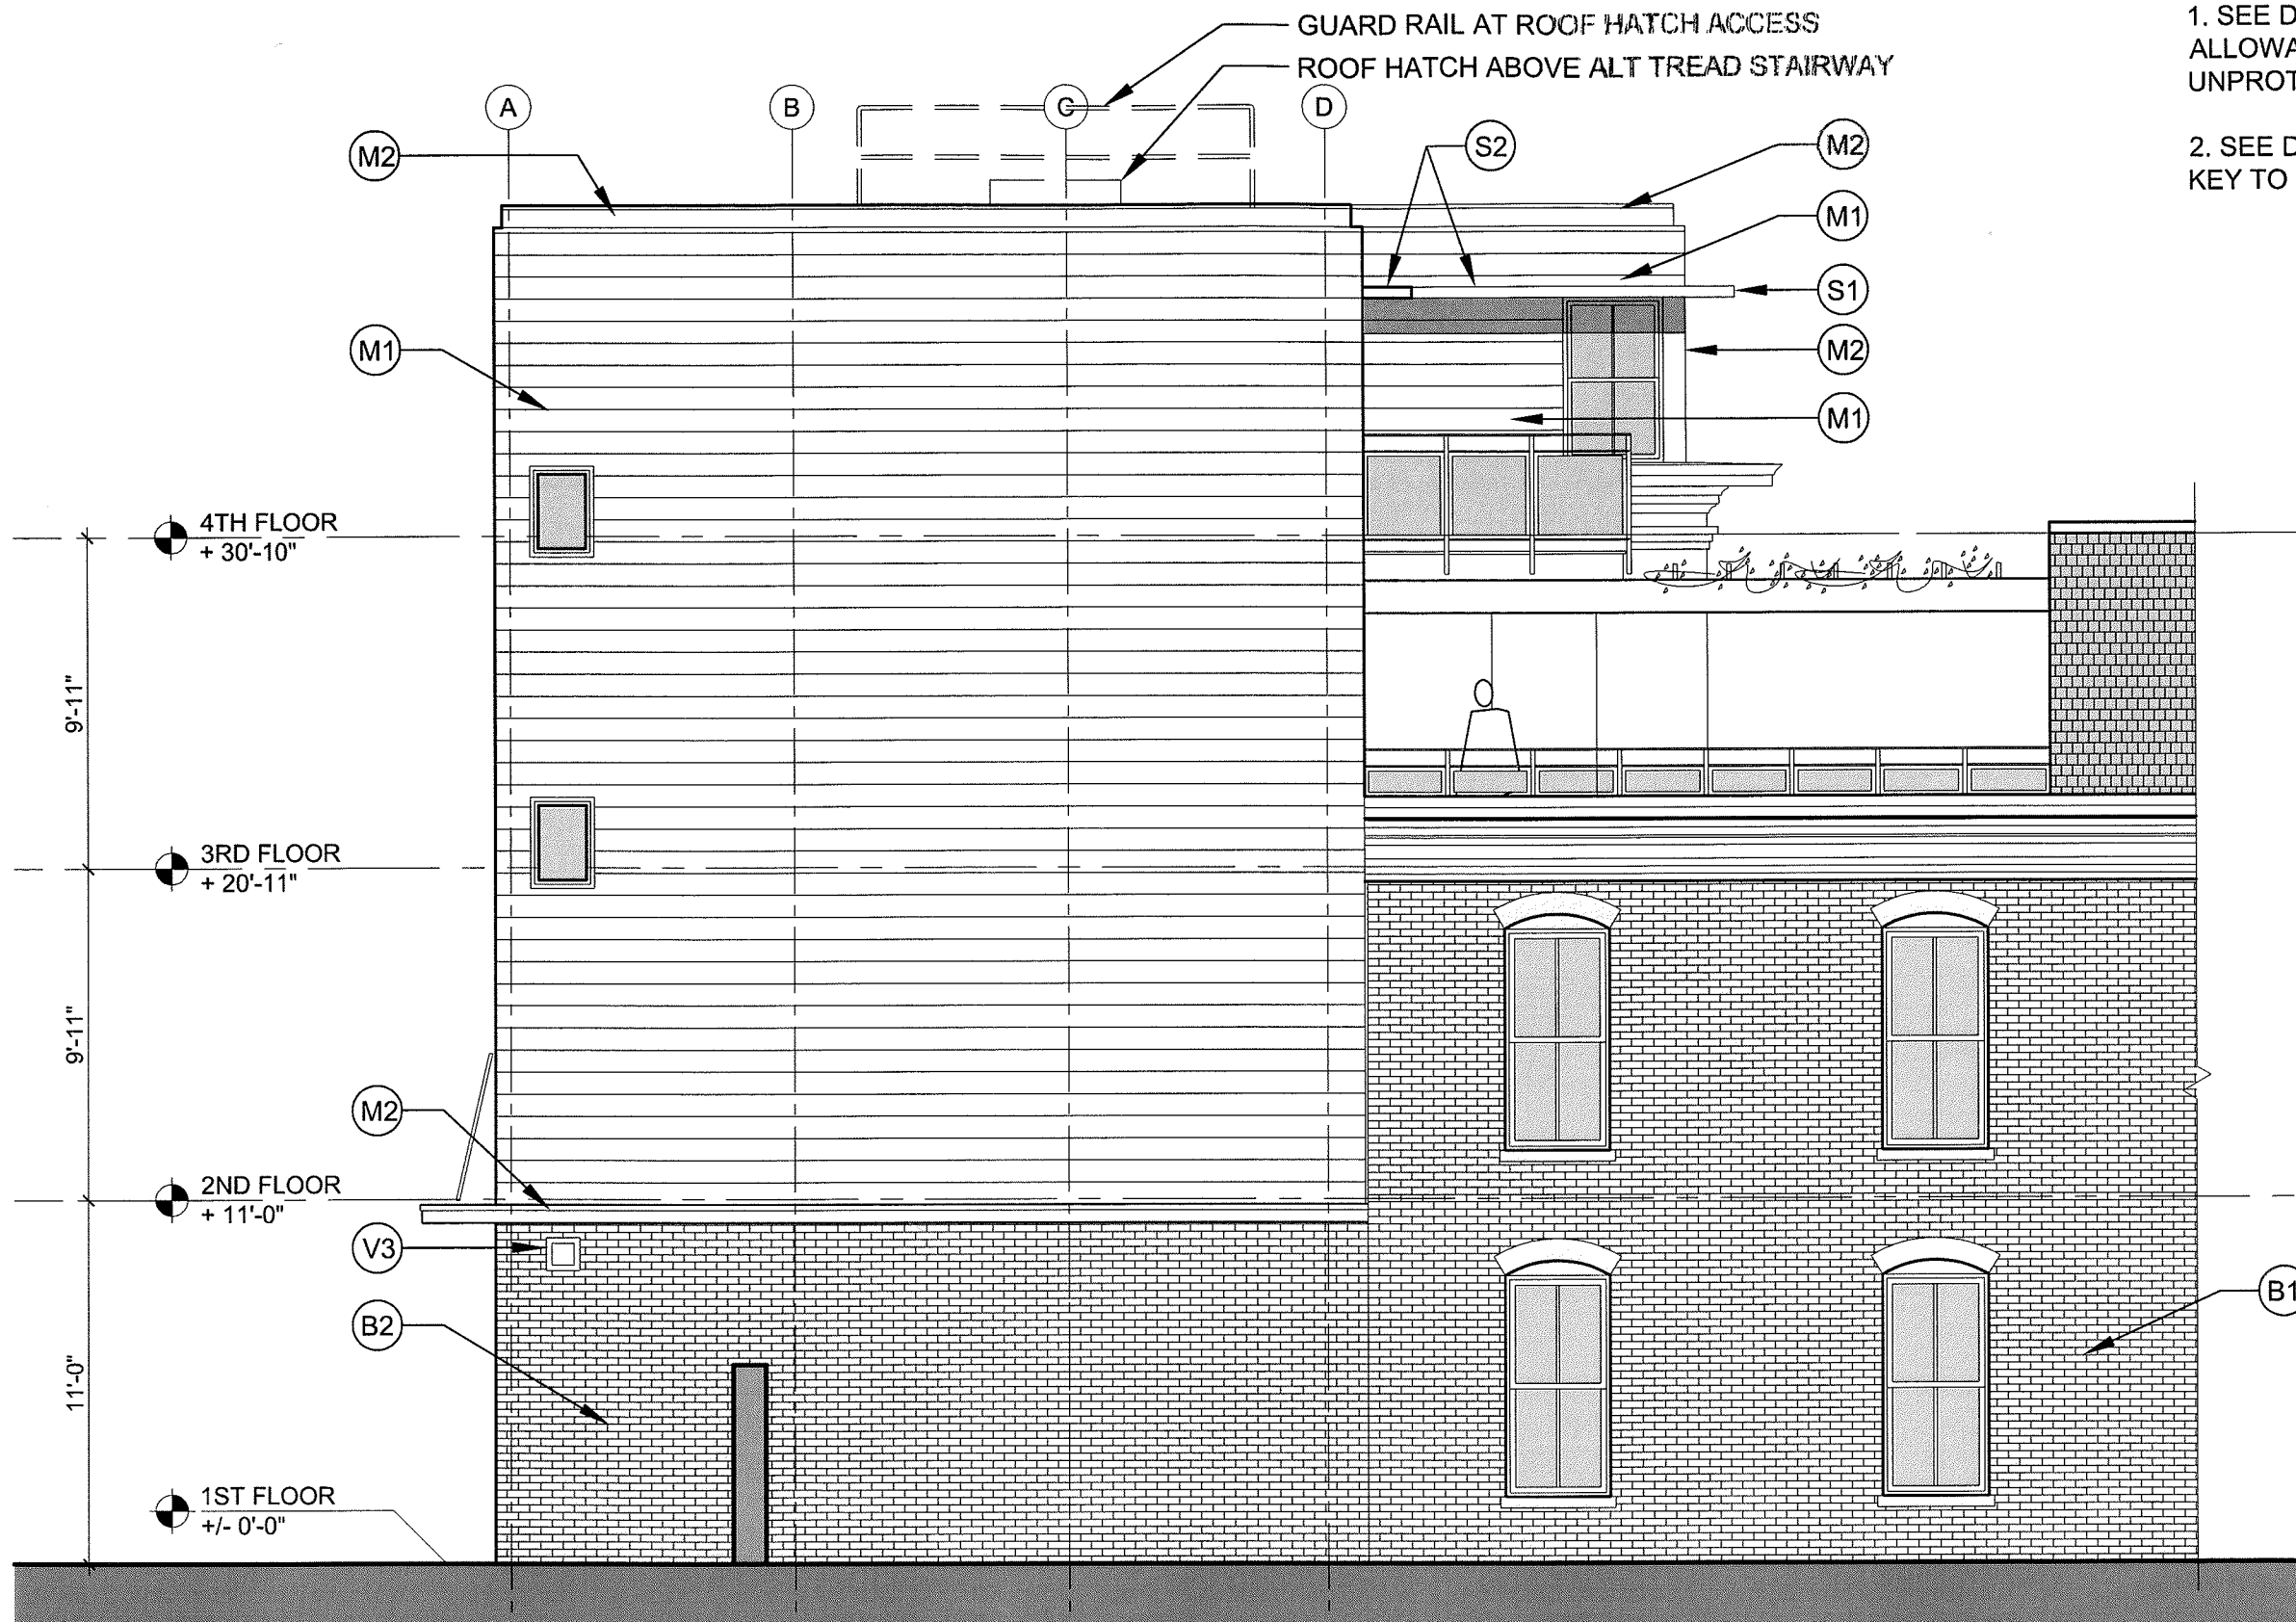 GUARD RAIL AT ROOF HATCH ACCESS
ROOF HATCH ABOVE ALT TREAD STAIRWAY
1. SEE D
ALLOWA
UNPROT
2. SEE D
KEY TO
A
B
C
D
M2
S2
M2
M1
S1
M1
M2
M1
4TH FLOOR
+ 30'-10"
9'-11"
3RD FLOOR
+ 20'-11"
9'-11"
M2
2ND FLOOR
+ 11'-0"
V3
B1
B2
11'-0"
1ST FLOOR
+/- 0'-0"